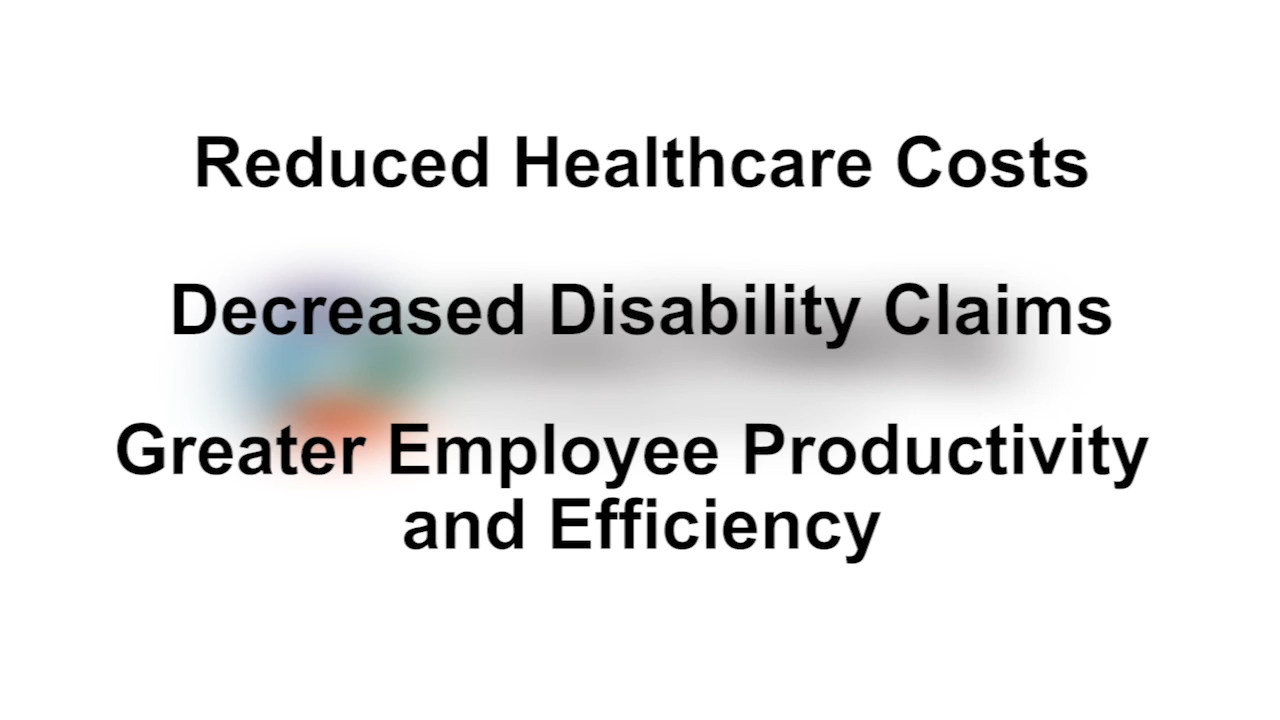 Reduced Healthcare Costs
Decreased Disability Claims
Greater Employee Productivity
and Efficiency